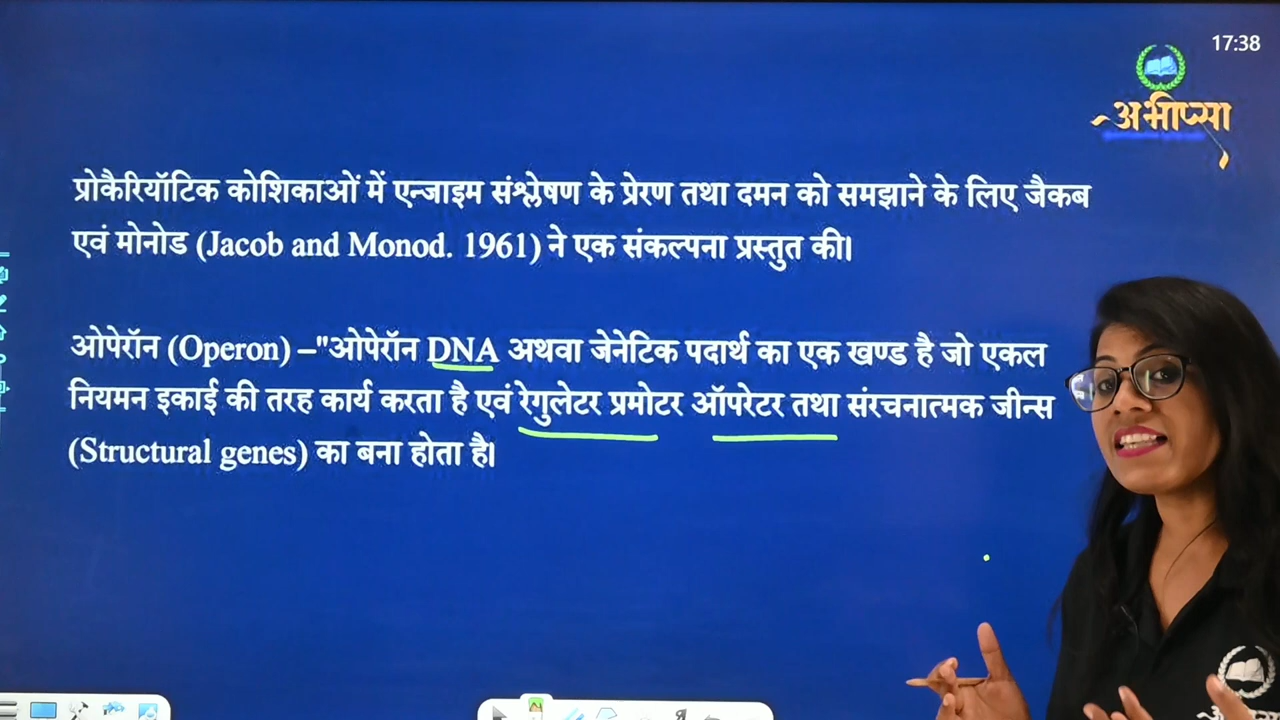 17:38
अभीप्सा
प्रोकैरियॉटिक कोशिकाओं में एन्जाइम संश्लेषण के प्रेरण तथा दमन को समझाने के लिए जैकब
एवं मोनोड (Jacob and Monod. 1961) ने एक संकल्पना प्रस्तुत की।
ओपेरॉन (Operon) –"ओपेरॉन DNA अथवा जेनेटिक पदार्थ का एक खण्ड है जो एकल
नियमन इकाई की तरह कार्य करता है एवं रेगुलेटर प्रमोटर ऑपरेटर तथा संरचनात्मक जीन्स
(Structural genes) का बना होता है।